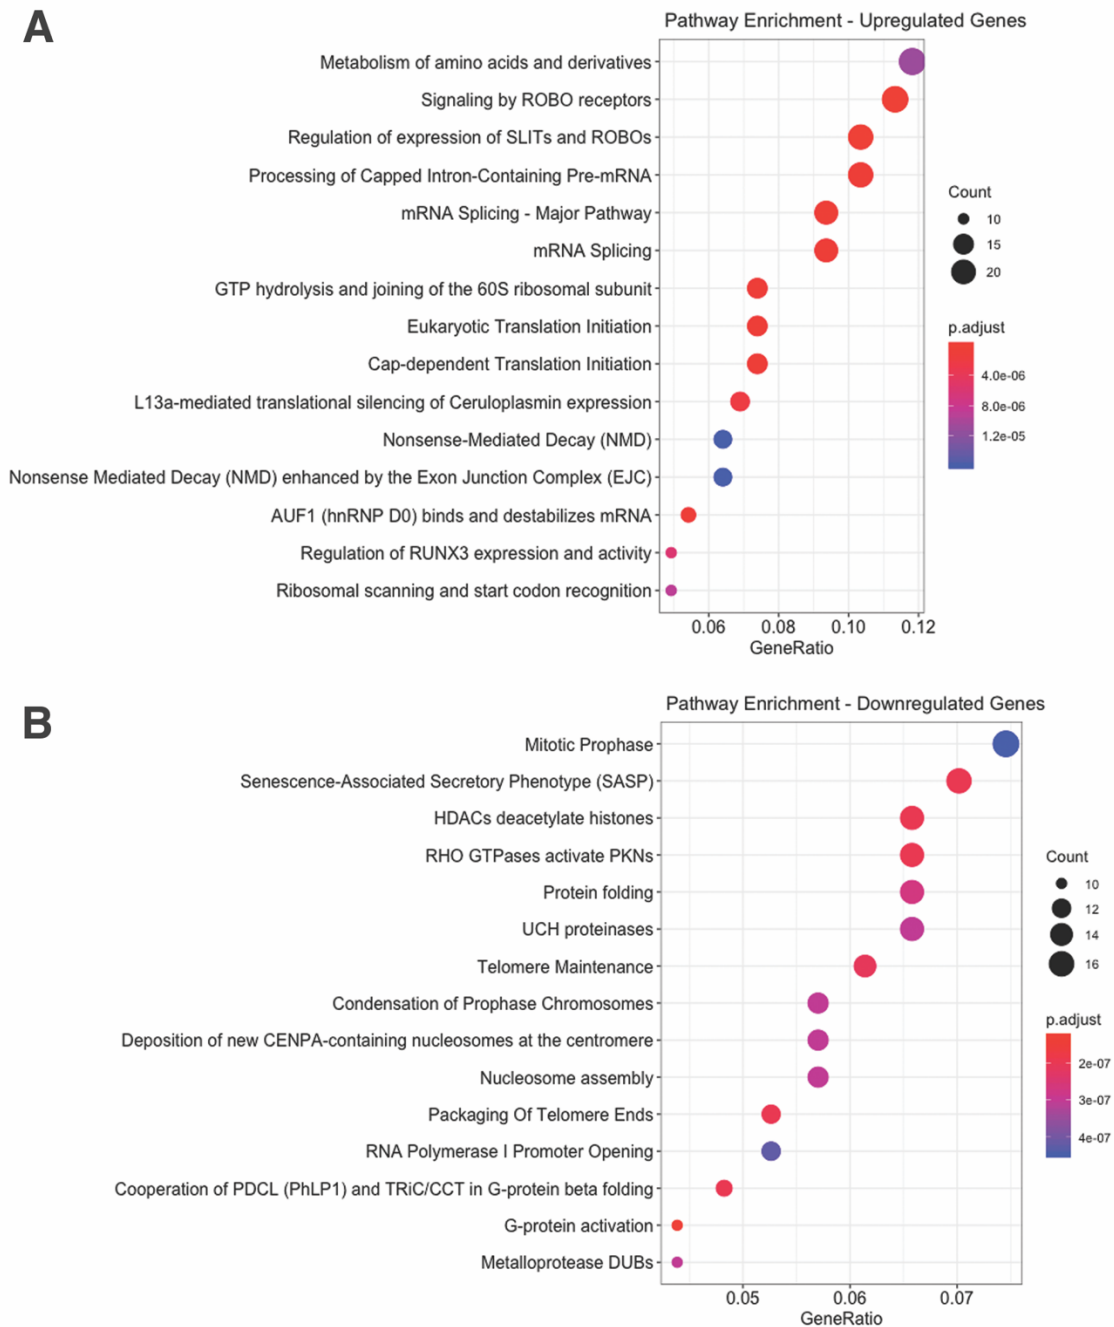 A
Pathway Enrichment - Upregulated Genes
Metabolism of amino acids and derivatives
Signaling by ROBO receptors
Regulation of expression of SLITs and ROBOs
Processing of Capped Intron-Containing Pre-mRNA
mRNA Splicing - Major Pathway
mRNA Splicing
GTP hydrolysis and joining of the 60S ribosomal subunit
Eukaryotic Translation Initiation
Cap-dependent Translation Initiation
L13a-mediated translational silencing of Ceruloplasmin expression
Nonsense-Mediated Decay (NMD)
Nonsense Mediated Decay (NMD) enhanced by the Exon Junction Complex (EJC)
AUF1 (hnRNP D0) binds and destabilizes mRNA
Regulation of RUNX3 expression and activity
Ribosomal scanning and start codon recognition
0.06 0.08 0.10 0.12
GeneRatio
Count
10
15
20
p.adjust
4.0e-06
8.0e-06
1.2e-05
B
Pathway Enrichment - Downregulated Genes
Mitotic Prophase
Senescence-Associated Secretory Phenotype (SASP)
HDACs deacetylate histones
RHO GTPases activate PKNs
Protein folding
UCH proteinases
Telomere Maintenance
Condensation of Prophase Chromosomes
Deposition of new CENPA-containing nucleosomes at the centromere
Nucleosome assembly
Packaging Of Telomere Ends
RNA Polymerase I Promoter Opening
Cooperation of PDCL (PhLP1) and TRiC/CCT in G-protein beta folding
G-protein activation
Metalloprotease DUBs
0.05 0.06 0.07
GeneRatio
Count
10
12
14
16
p.adjust
2e-07
3e-07
4e-07